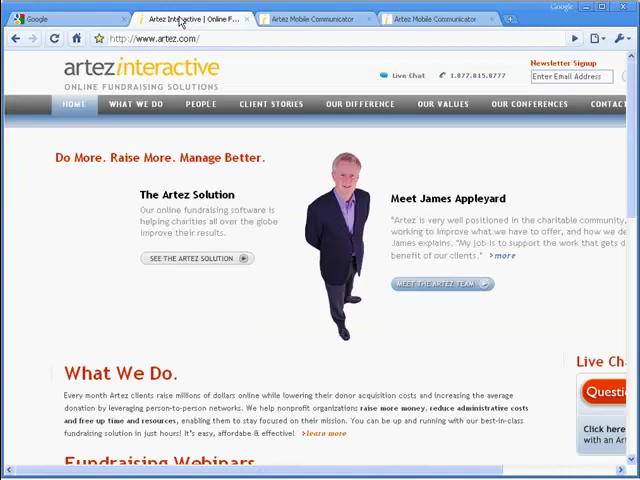 Google
Google
Artez Interactive | Online F...
Artez Mobile Communicator
Artez Mobile Communicator
http://www.artez.com/
artez interactive
ONLINE FUNDRAISING SOLUTIONS
Live Chat
1.877.815.8777
Newsletter Signup
Enter Email Address
HOME
WHAT WE DO
PEOPLE
CLIENT STORIES
OUR DIFFERENCE
OUR VALUES
OUR CONFERENCES
CONTACT
Do More. Raise More. Manage Better.
The Artez Solution
Our online fundraising software is
helping charities all over the globe
improve their results.
SEE THE ARTEZ SOLUTION
Meet James Appleyard
"Artez is very well positioned in the charitable community,
working to improve what we have to offer, and how we de
James explains. "My job is to support the work that gets d
benefit of our clients. > more
MEET THE ARTEZ TEAM
What We Do.
Every month Artez clients raise millions of dollars online while lowering their donor acquisition costs and increasing the average
donation by leveraging person-to-person networks. We help nonprofit organizations raise more money, reduce administrative costs
and free up time and resources, enabling them to stay focused on their mission. You can be up and running with our best-in-class
fundraising solution in just hours! It's easy, affordabe & effective! > learn more
Fundraising Webinars
Live Cha
Questio
Click here
with an Art